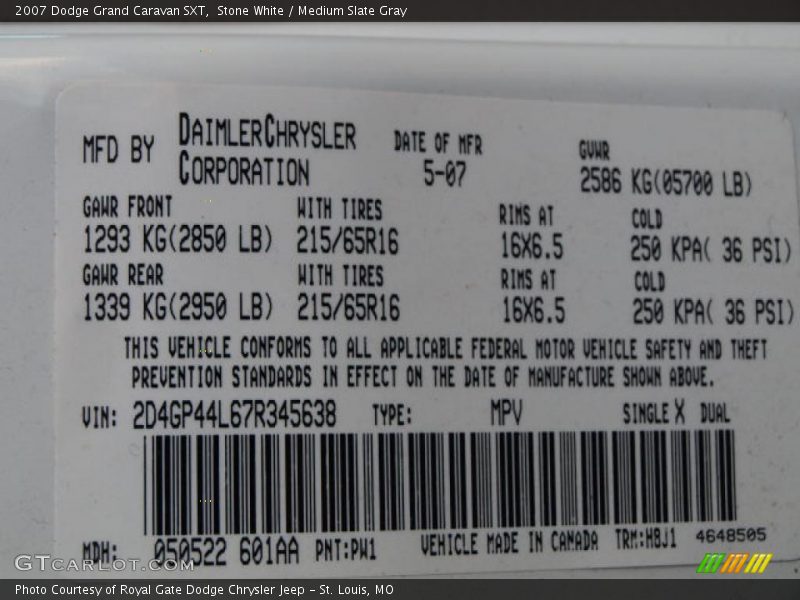 2007 Dodge Grand Caravan SXT, Stone White / Medium Slate Gray
MFD BY DAIMLERCHRYSLER CORPORATION DATE OF MFR 5-07 GVWR 2586 KG(05700 LB)
GAWR FRONT WITH TIRES RIMS AT COLD
1293 KG(2850 LB) 215/65R16 16X6.5 250 KPA( 36 PSI)
GAWR REAR WITH TIRES RIMS AT COLD
1339 KG(2950 LB) 215/65R16 16X6.5 250 KPA( 36 PSI)
THIS VEHICLE CONFORMS TO ALL APPLICABLE FEDERAL MOTOR VEHICLE SAFETY AND THEFT
PREVENTION STANDARDS IN EFFECT ON THE DATE OF MANUFACTURE SHOWN ABOVE.
VIN: 2D4GP44L67R345638 TYPE: MPV SINGLE X DUAL
MDH: 050522 601AA PNT:PW1 VEHICLE MADE IN CANADA TRM:H8J1 4648505
GTCARLOT.COM
Photo Courtesy of Royal Gate Dodge Chrysler Jeep – St. Louis, MO